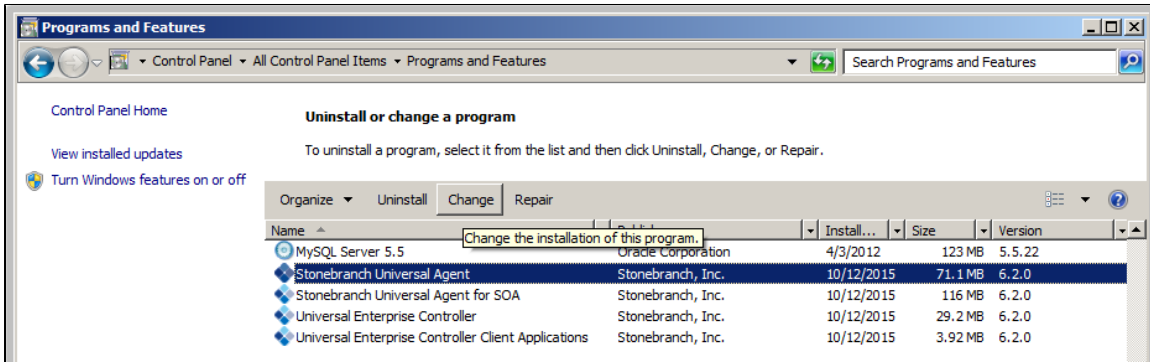 Programs and Features
Control Panel All Control Panel Items Programs and Features Search Programs and Features
Control Panel Home
Uninstall or change a program
View installed updates
To uninstall a program, select it from the list and then click Uninstall, Change, or Repair.
Turn Windows features on or off
Organize Uninstall Change Repair
Name Install... Size Version
Change the installation of this program.
MySQL Server 5.5 Oracle Corporation 4/3/2012 123 MB 5.5.22
Stonebranch Universal Agent Stonebranch, Inc. 10/12/2015 71.1 MB 6.2.0
Stonebranch Universal Agent for SOA Stonebranch, Inc. 10/12/2015 116 MB 6.2.0
Universal Enterprise Controller Stonebranch, Inc. 10/12/2015 29.2 MB 6.2.0
Universal Enterprise Controller Client Applications Stonebranch, Inc. 10/12/2015 3.92 MB 6.2.0